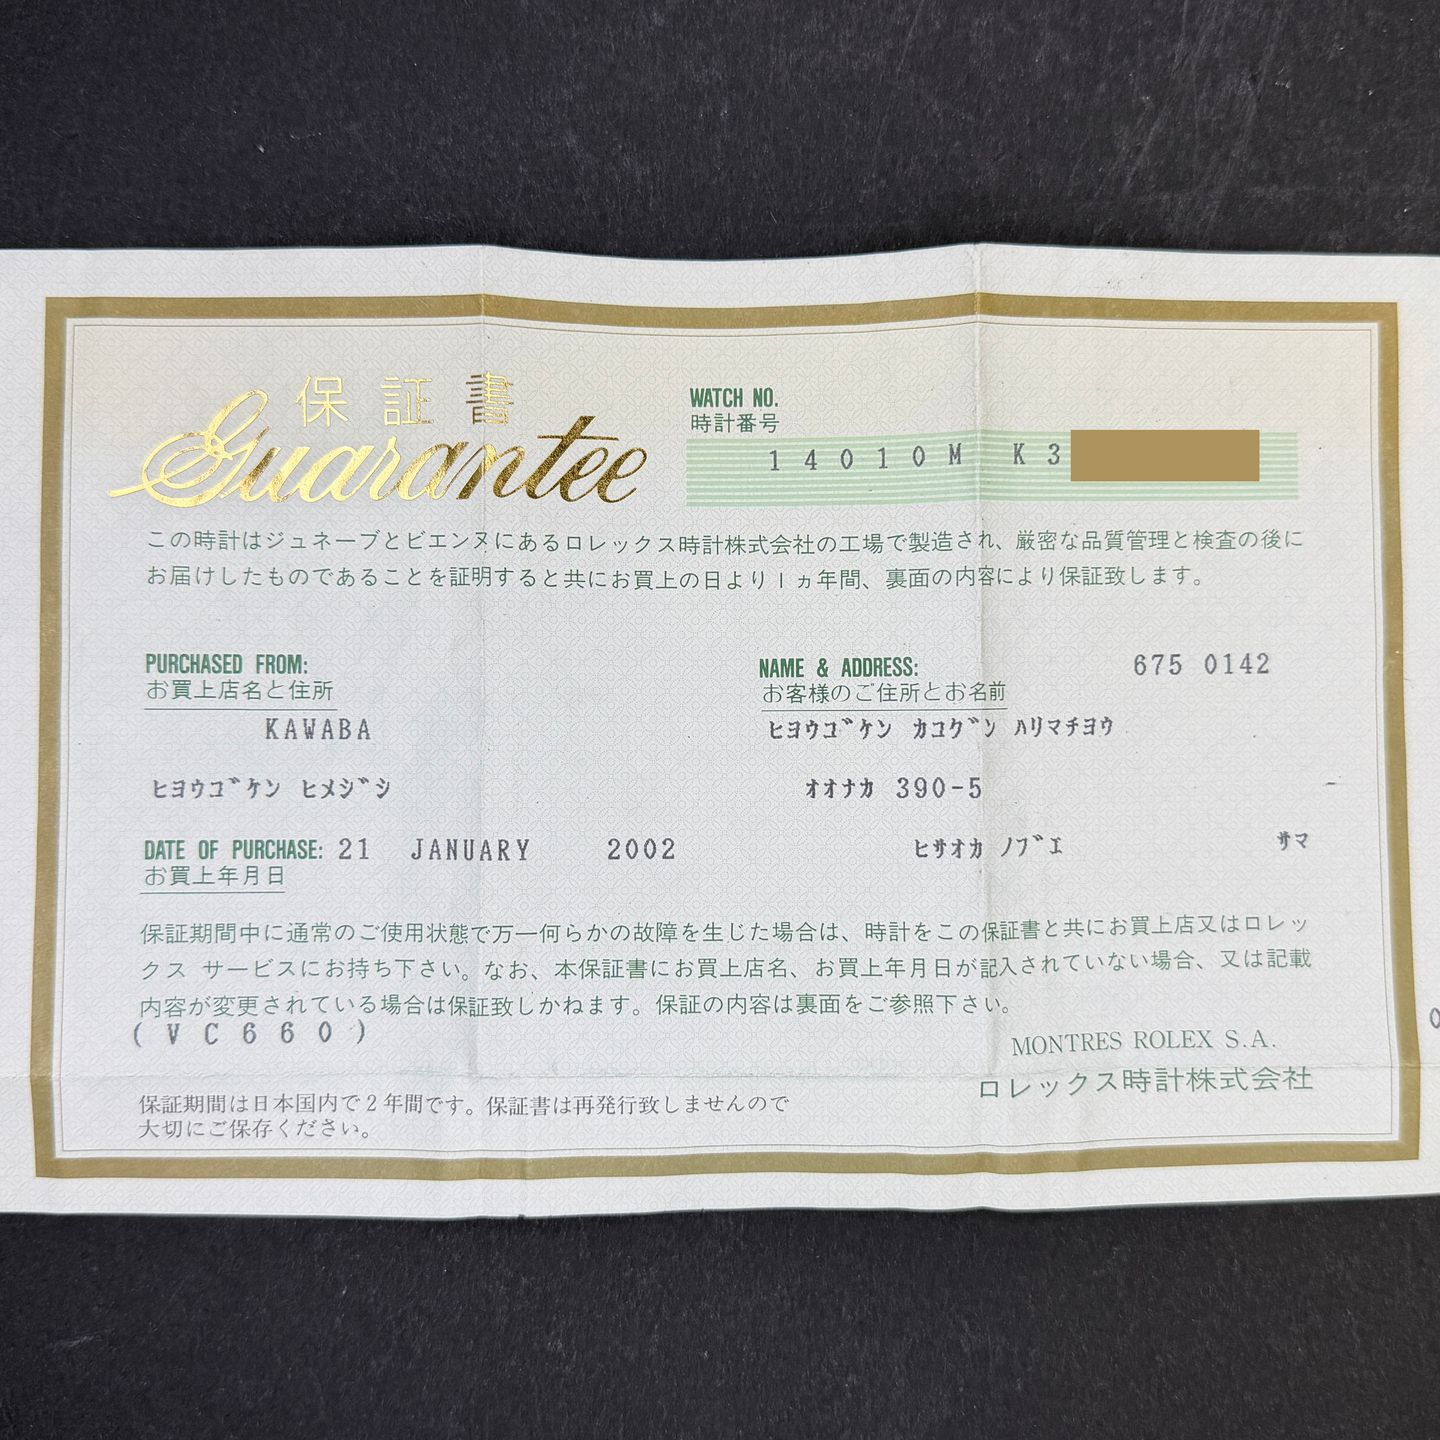 保証書
Guarantee
WATCH NO.
時計番号
14010M K3
この時計はジュネーブとビエンヌにあるロレックス時計株式会社の工場で製造され、厳密な品質管理と検査の後に
お届けしたものであることを証明すると共にお買上の日より1ヵ年間、裏面の内容により保証致します。
PURCHASED FROM:
お買上店名と住所
KAWABA
ヒヨウゴケン ヒメジシ
NAME & ADDRESS: 675 0142
お客様のご住所とお名前
ヒヨウゴケン カコグン ハリマチヨウ
オオナカ 390-5
ヒサオカ ノブエ サマ
DATE OF PURCHASE: 21 JANUARY 2002
お買上年月日
保証期間中に通常のご使用状態で万一何らかの故障を生じた場合は、時計をこの保証書と共にお買上店又はロレッ
クス サービスにお持ち下さい。なお、本保証書にお買上店名、お買上年月日が記入されていない場合、又は記載
内容が変更されている場合は保証致しかねます。保証の内容は裏面をご参照下さい。
(VC660)
MONTRES ROLEX S.A.
ロレックス時計株式会社
保証期間は日本国内で2年間です。保証書は再発行致しませんので
大切にご保存ください。